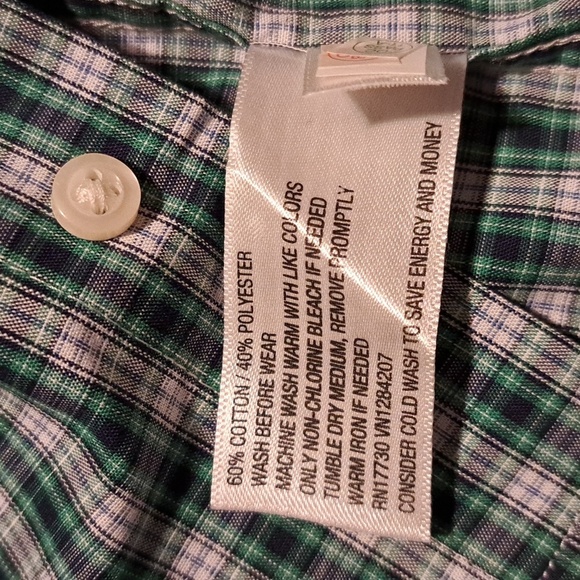 60% COTTON / 40% POLYESTER
WASH BEFORE WEAR
MACHINE WASH WARM WITH LIKE COLORS
ONLY NON-CHLORINE BLEACH IF NEEDED
TUMBLE DRY MEDIUM, REMOVE PROMPTLY
WARM IRON IF NEEDED
RN17730 VN1284207
CONSIDER COLD WASH TO SAVE ENERGY AND MONEY